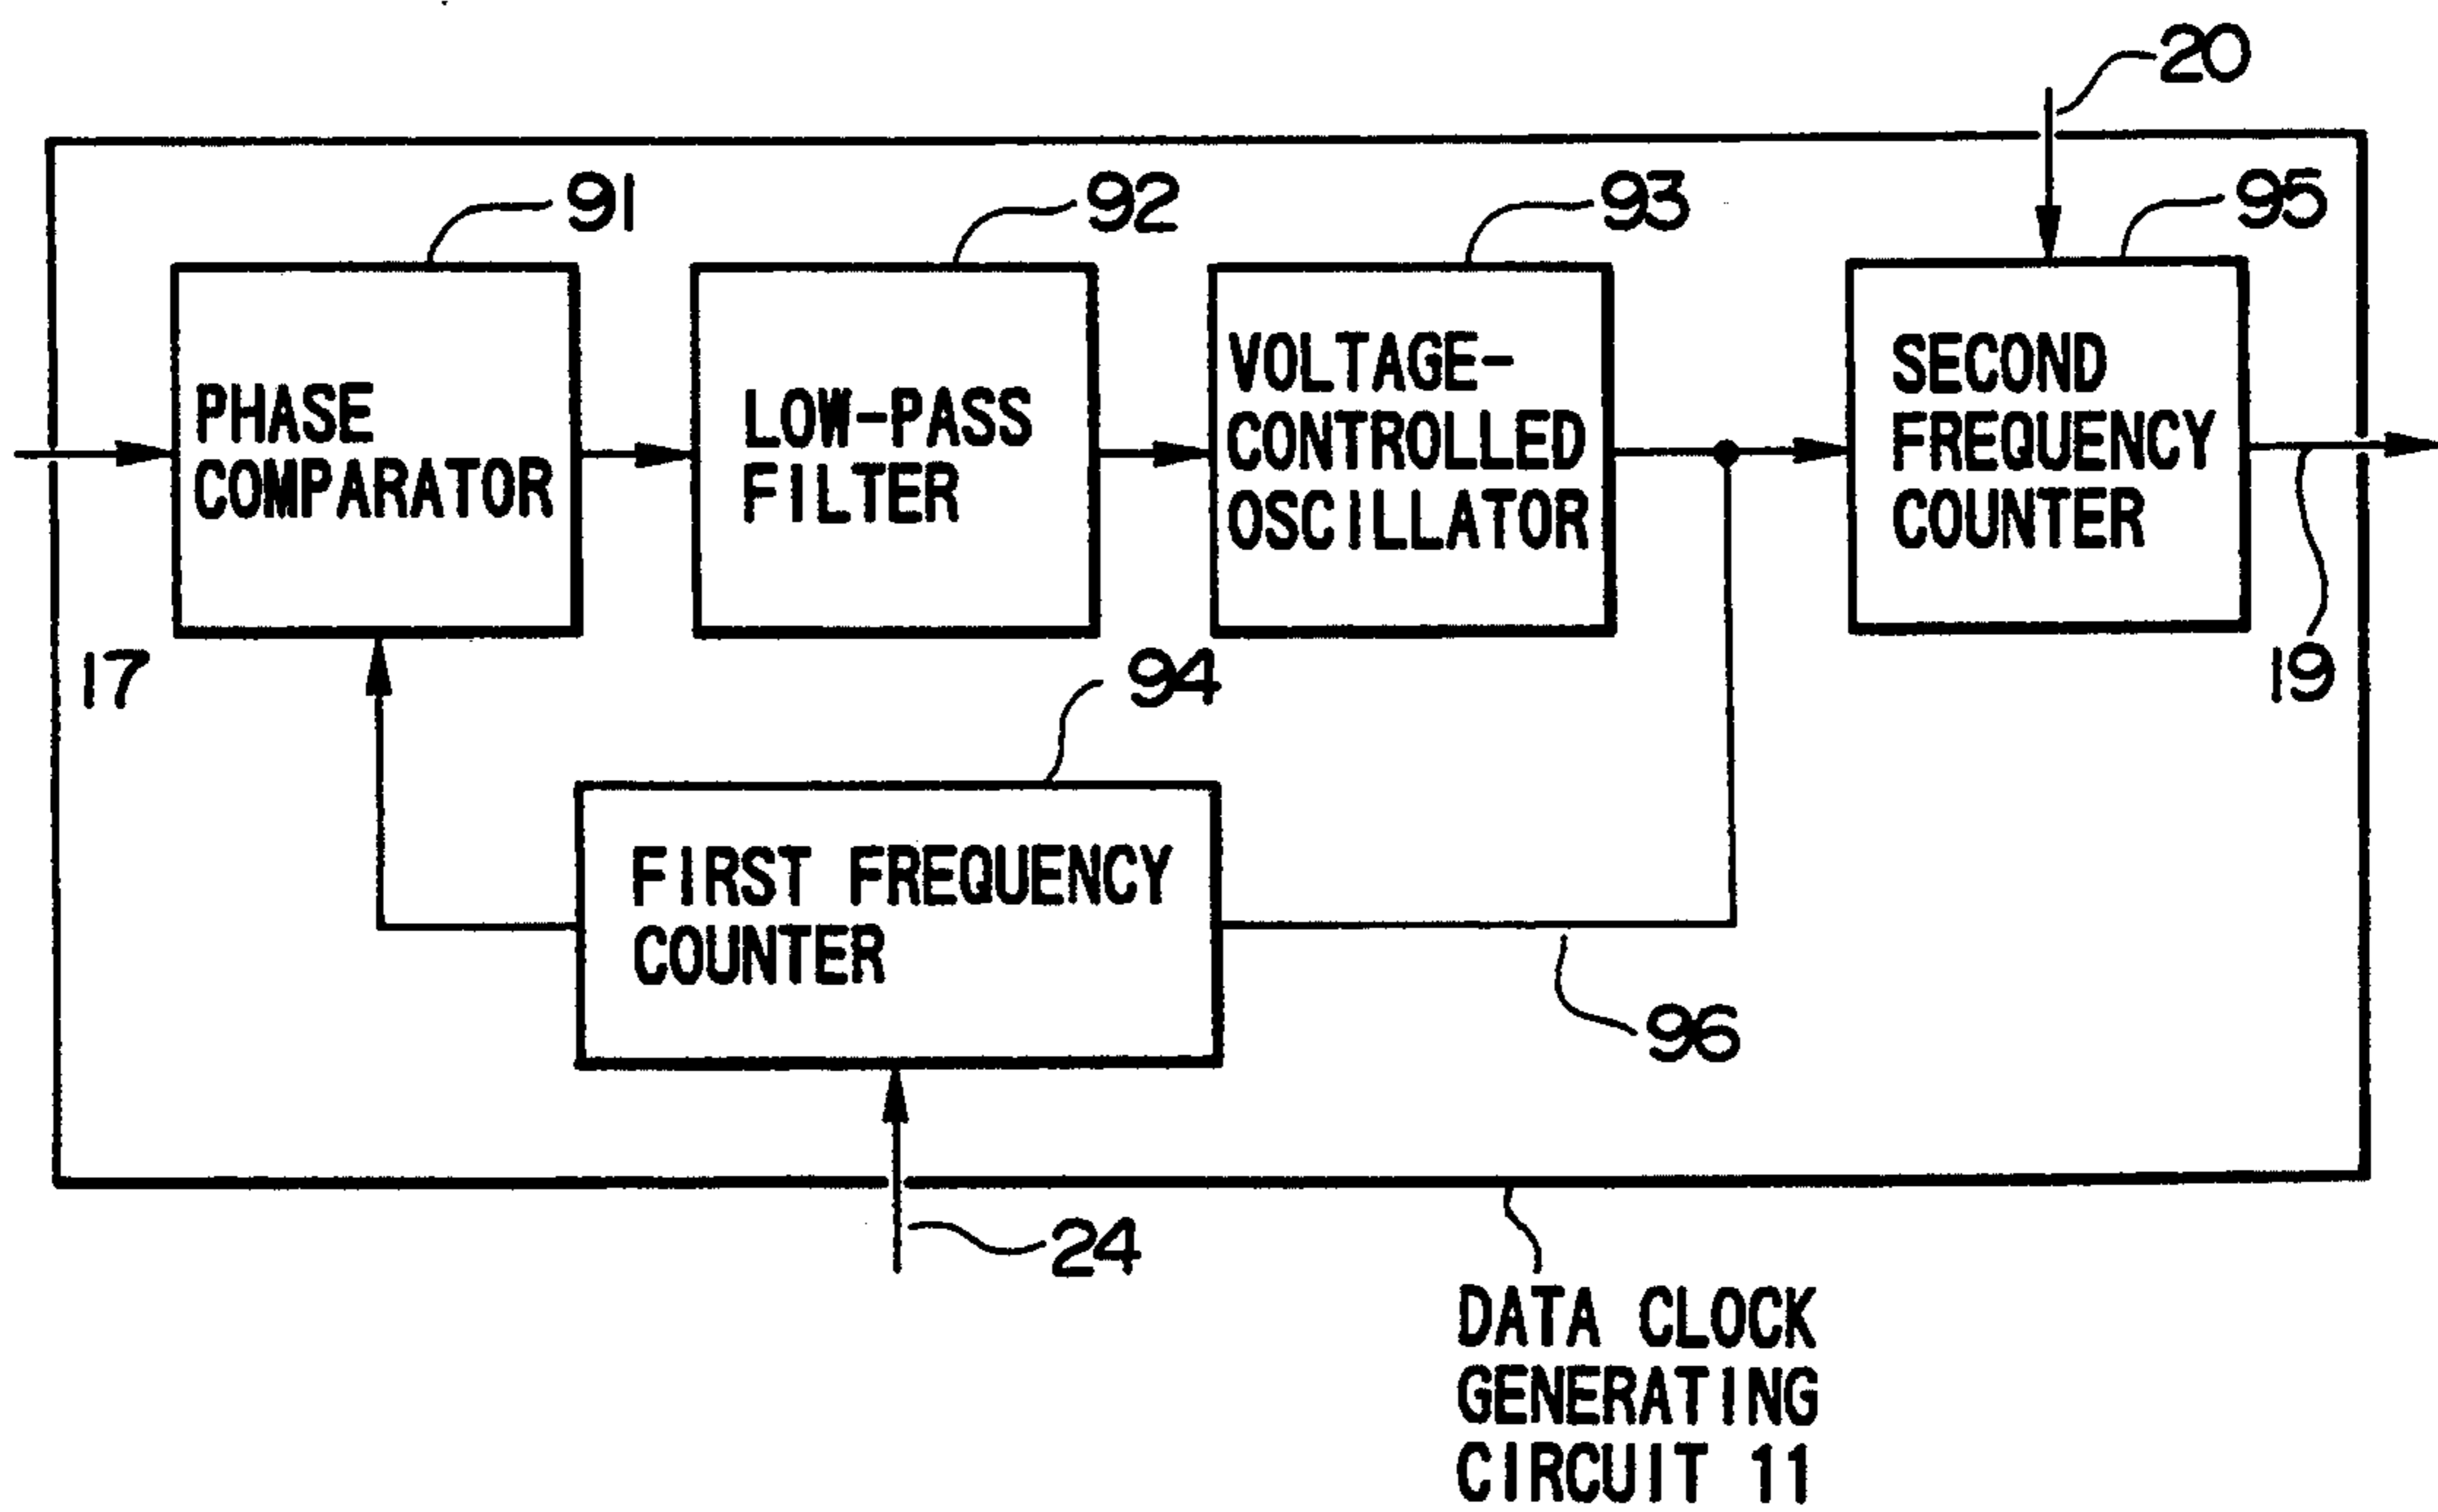 20
91
92
93
95
PHASE
COMPARATOR
LOW-PASS
FILTER
VOLTAGE-
CONTROLLED
OSCILLATOR
SECOND
FREQUENCY
COUNTER
17
94
19
FIRST FREQUENCY
COUNTER
96
24
DATA CLOCK
GENERATING
CIRCUIT 11